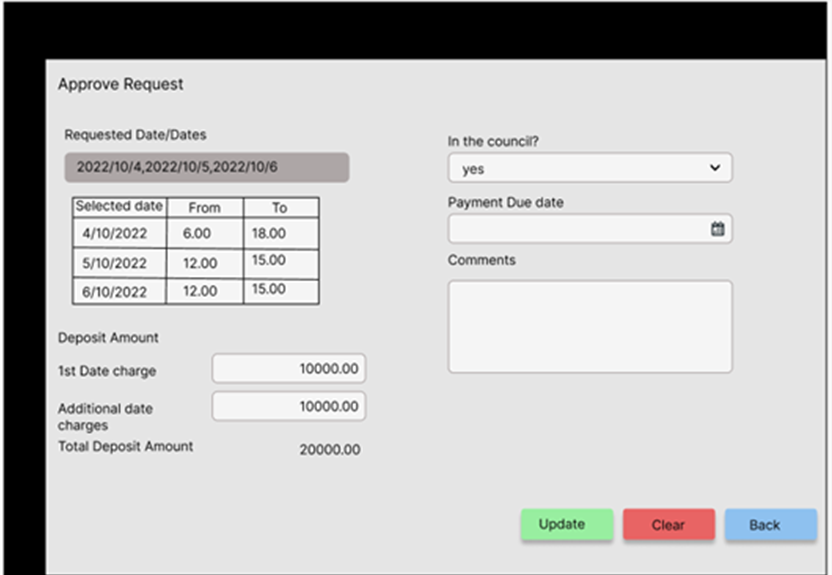 Approve Request
Requested Date/Dates
2022/10/4,2022/10/5,2022/10/6
Selected date From To
4/10/2022 6.00 18.00
5/10/2022 12.00 15.00
6/10/2022 12.00 15.00
Deposit Amount
1st Date charge 10000.00
Additional date 10000.00
charges
Total Deposit Amount 20000.00
In the council?
yes
Payment Due date
Comments
Update Clear Back